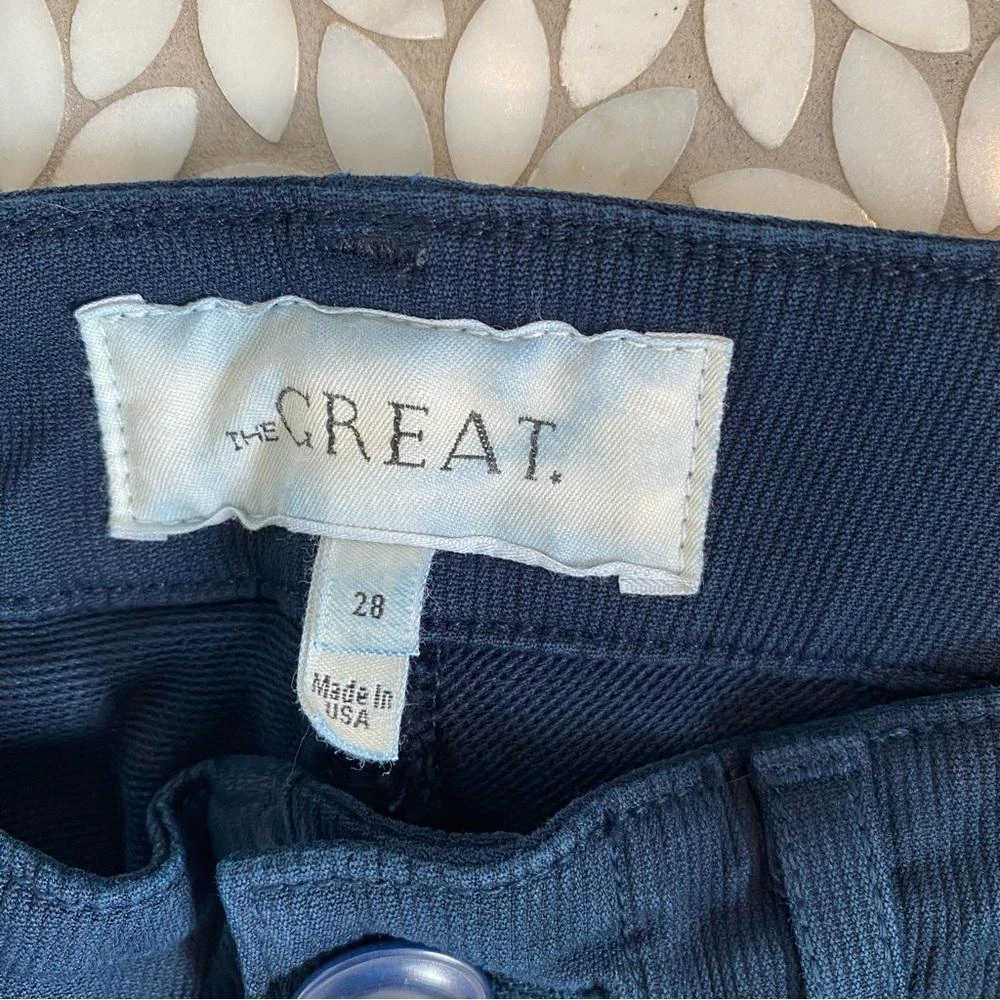 THE GREAT.
28
Made In
USA